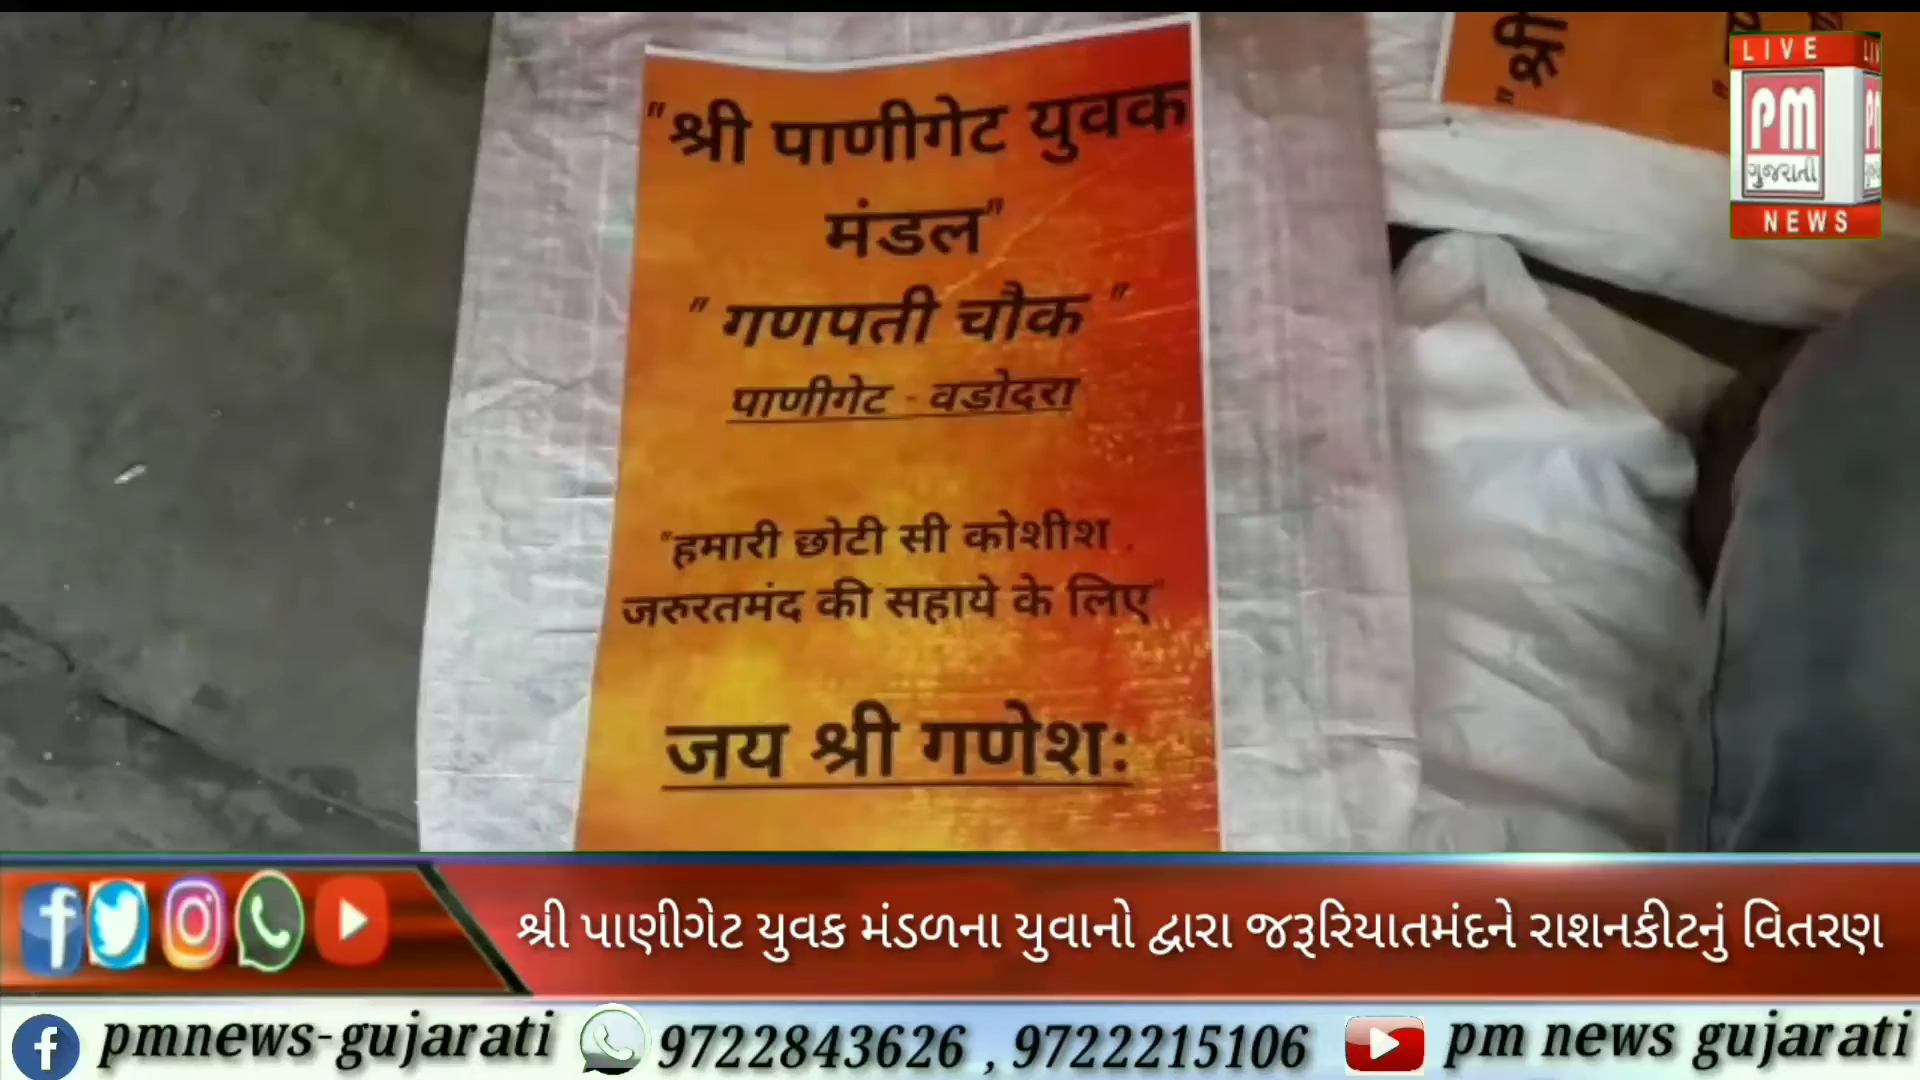 "श्री पाणीगेट युवक
मंडल"
" गणपती चौक "
पाणीगेट - वडोदरा
"हमारी छोटी सी कोशीश .
जरुरतमंद की सहाये के लिए"
जय श्री गणेशः
"श्री
LIVE
PM
ગુજરાતી
NEWS
શ્રી પાણીગેટ યુવક મંડળના યુવાનો દ્વારા જરૂરિયાતમંદને રાશનકીટનું વિતરણ
pmnews-gujarati 9722843626 , 9722215106 pm news gujarati